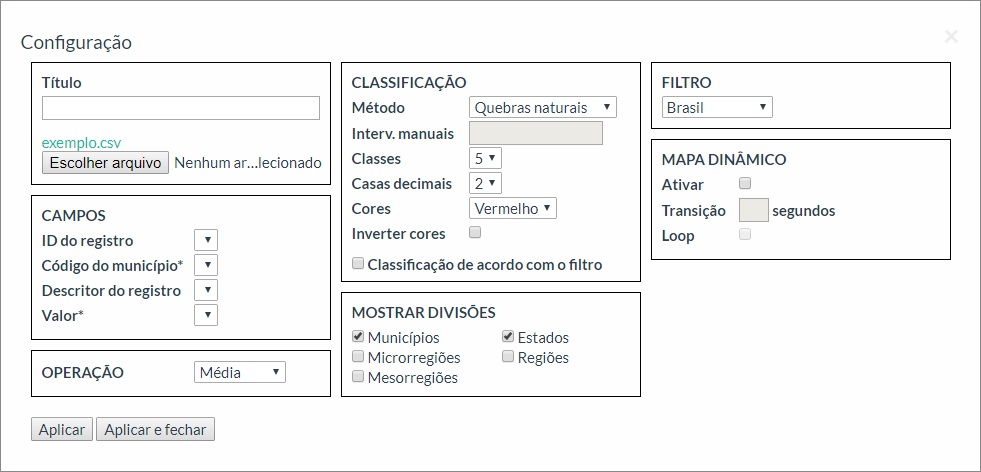 Configuração
×
Título
exemplo.csv
Escolher arquivo Nenhum ar...lecionado
CAMPOS
ID do registro
Código do município*
Descritor do registro
Valor*
OPERAÇÃO Média
CLASSIFICAÇÃO
Método Quebras naturais
Interv. manuais
Classes 5
Casas decimais 2
Cores Vermelho
Inverter cores
Classificação de acordo com o filtro
MOSTRAR DIVISÕES
Municípios Estados
Microrregiões Regiões
Mesorregiões
FILTRO
Brasil
MAPA DINÂMICO
Ativar
Transição segundos
Loop
Aplicar Aplicar e fechar